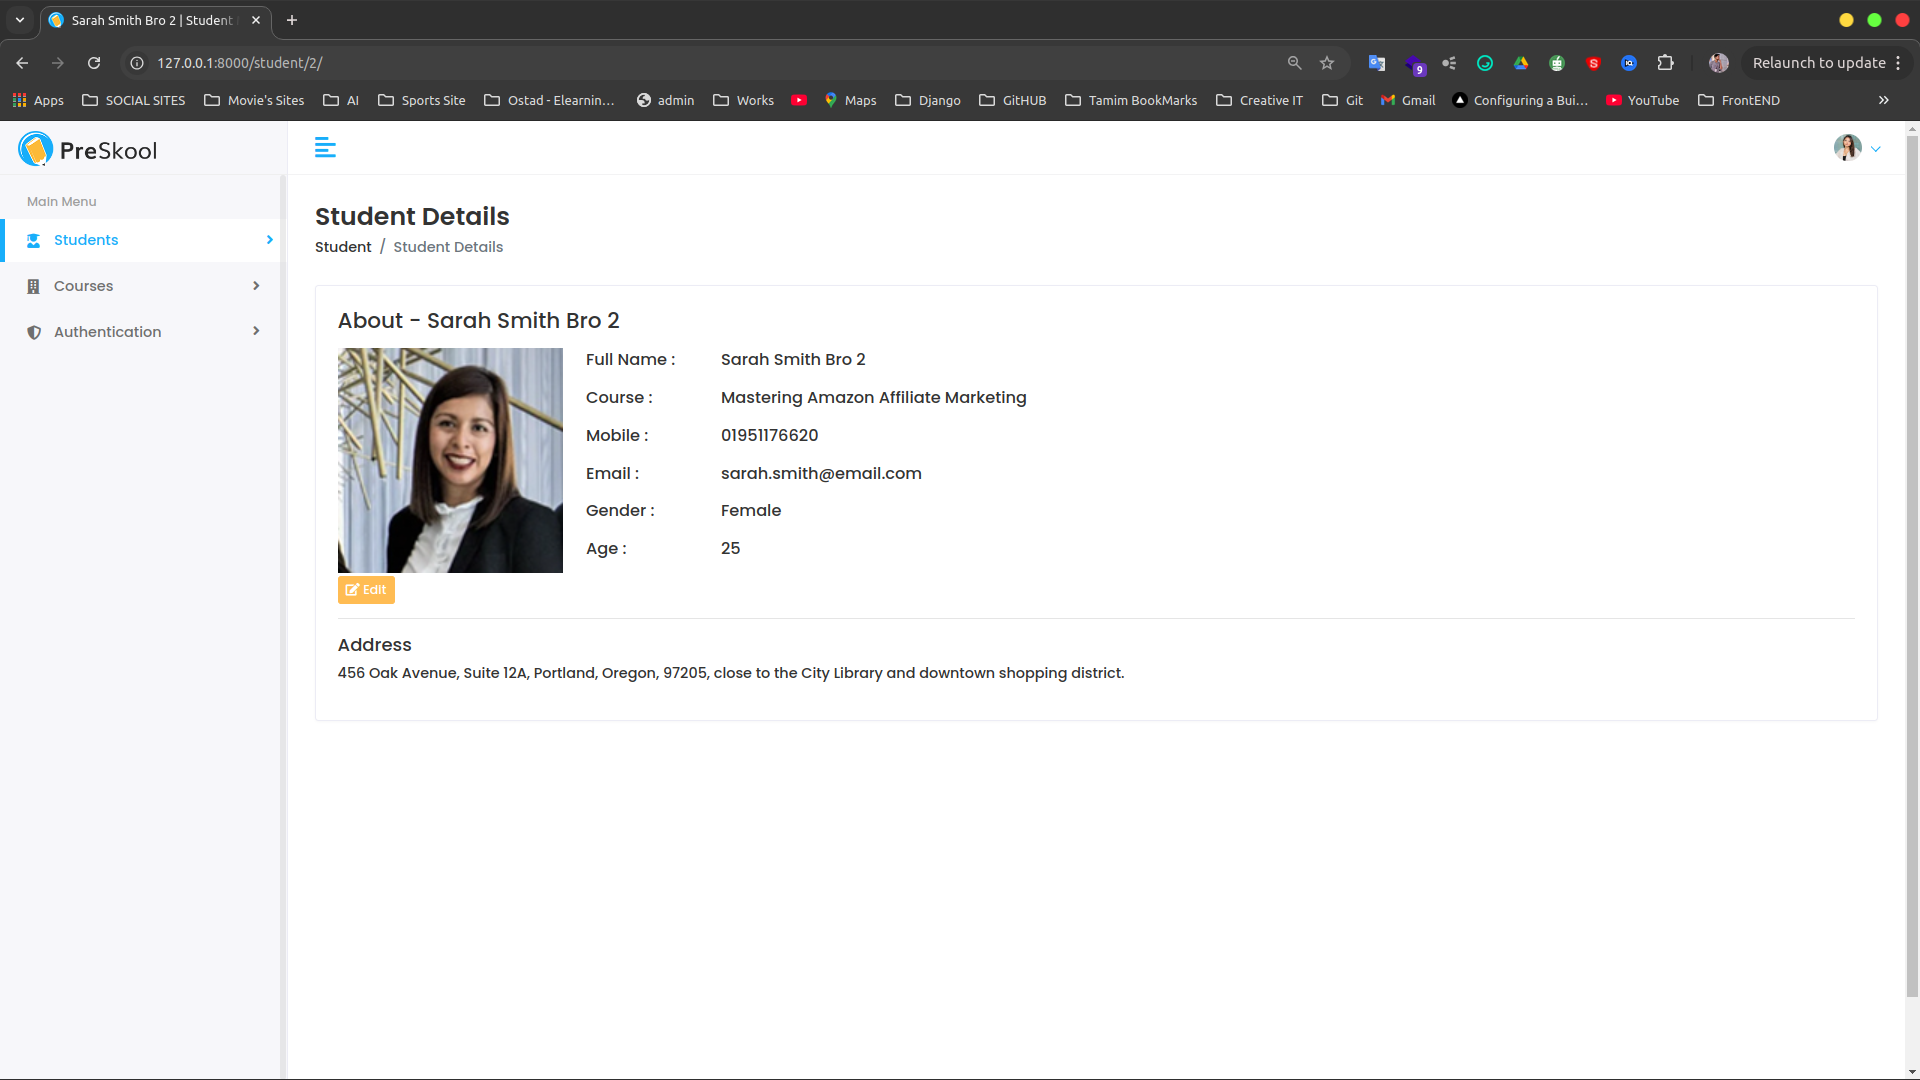 Sarah Smith Bro 2 | Student
127.0.0.1:8000/student/2/
9
Relaunch to update
Apps
SOCIAL SITES
Movie's Sites
AI
Sports Site
Ostad - Elearnin...
admin
Works
Maps
Django
GitHUB
Tamim BookMarks
Creative IT
Git
Gmail
Configuring a Bui...
YouTube
FrontEND
PreSkool
Main Menu
Students
Courses
Authentication
Student Details
Student / Student Details
About - Sarah Smith Bro 2
Full Name : Sarah Smith Bro 2
Course : Mastering Amazon Affiliate Marketing
Mobile : 01951176620
Email : sarah.smith@email.com
Gender : Female
Age : 25
Edit
Address
456 Oak Avenue, Suite 12A, Portland, Oregon, 97205, close to the City Library and downtown shopping district.